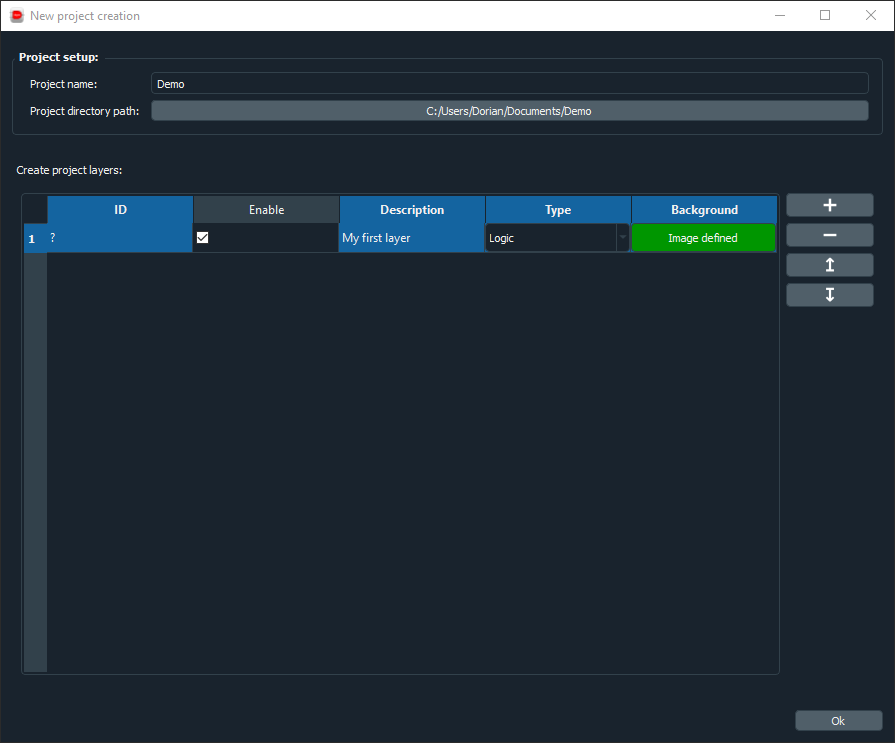 New project creation
Project setup:
Project name: Demo
Project directory path: C:/Users/Dorian/Documents/Demo
Create project layers:
ID Enable Description Type Background
1 ? My first layer Logic Image defined
Ok